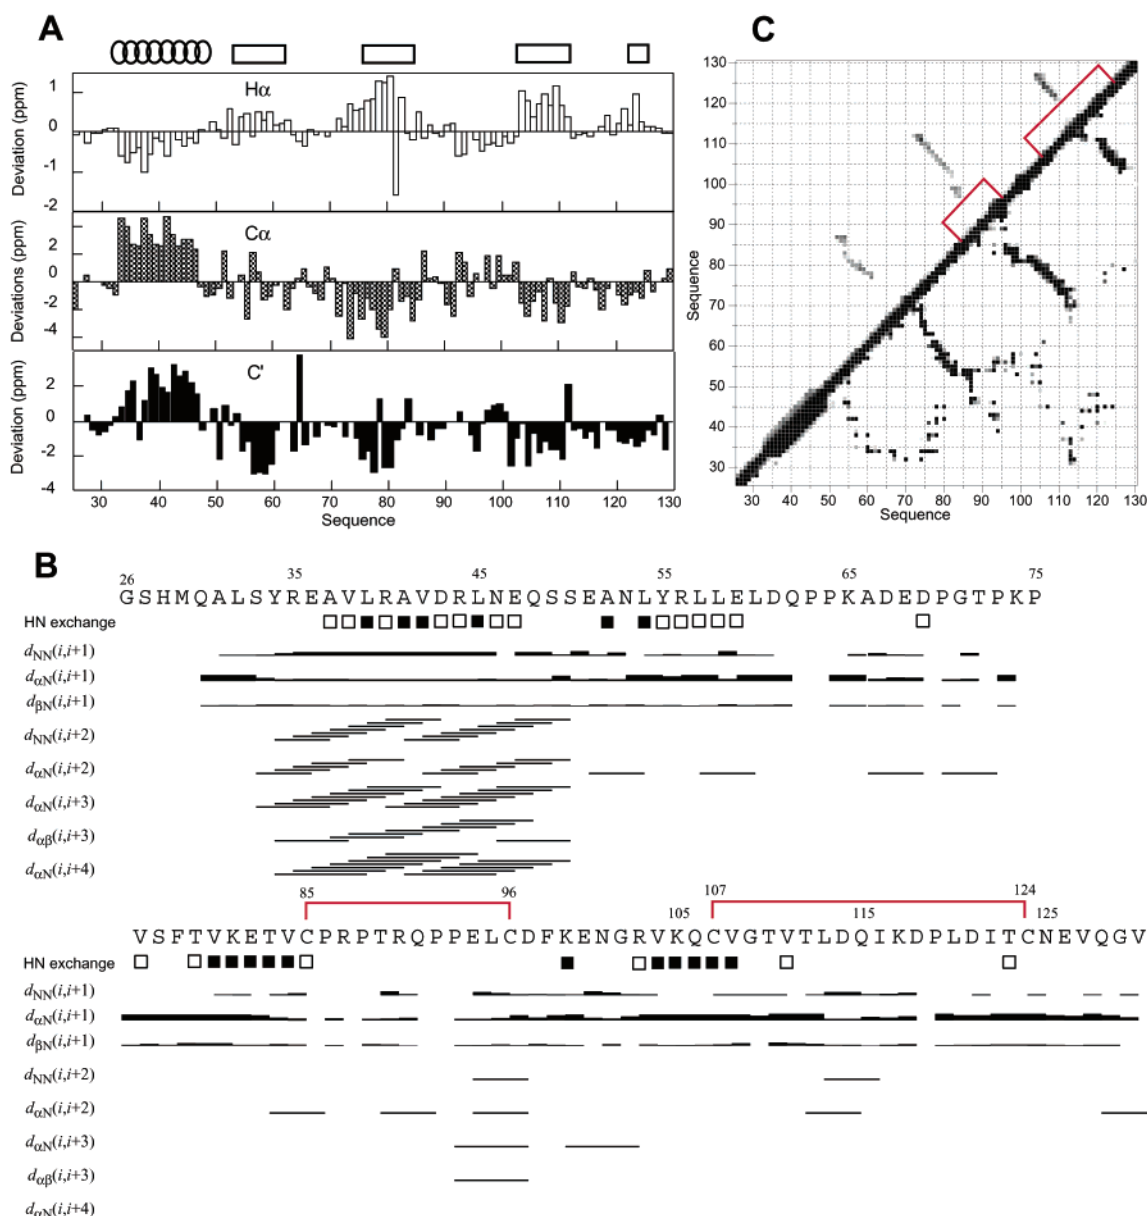 A
Hα
Deviation (ppm)
1
0
-1
-2
Cα
Deviations (ppm)
2
0
-2
-4
C'
Deviation (ppm)
2
0
-2
-4
30 40 50 60 70 80 90 100 110 120 130
Sequence
C
130
120
110
100
90
80
70
60
50
40
30
Sequence
30 40 50 60 70 80 90 100 110 120 130
Sequence
B
26 35 45 55 65 75
GSHMQALSYREAVLRAVDRLNEQSSEANLYRLLELDQPPKADEDPGTPKP
HN exchange
dNN(i,i+1)
dαN(i,i+1)
dβN(i,i+1)
dNN(i,i+2)
dαN(i,i+2)
dαN(i,i+3)
dαβ(i,i+3)
dαN(i,i+4)
85 96 107 124
105 115 125
VSFTVKETVCPRPTRQPPELCDFKENGRVKQCVGTVTLDQIKDPLDITCNEVQGV
HN exchange
dNN(i,i+1)
dαN(i,i+1)
dβN(i,i+1)
dNN(i,i+2)
dαN(i,i+2)
dαN(i,i+3)
dαβ(i,i+3)
dαN(i,i+4)